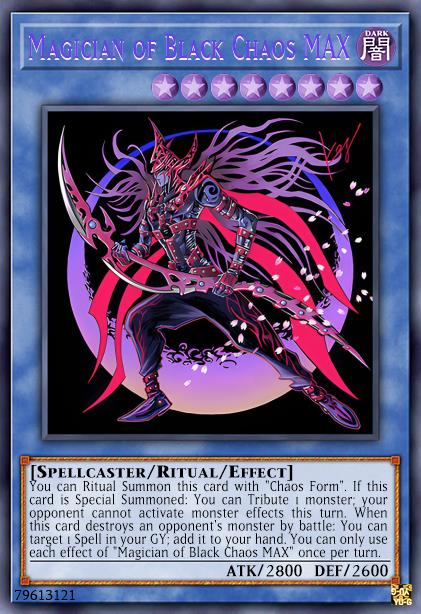 Magician of Black Chaos MAX
DARK
闇
[Spellcaster/Ritual/Effect]
You can Ritual Summon this card with "Chaos Form". If this
card is Special Summoned: You can Tribute 1 monster; your
opponent cannot activate monster effects this turn. When
this card destroys an opponent's monster by battle: You can
target 1 Spell in your GY; add it to your hand. You can only
use each effect of "Magician of Black Chaos MAX" once per turn.
ATK/2800 DEF/2600
79613121